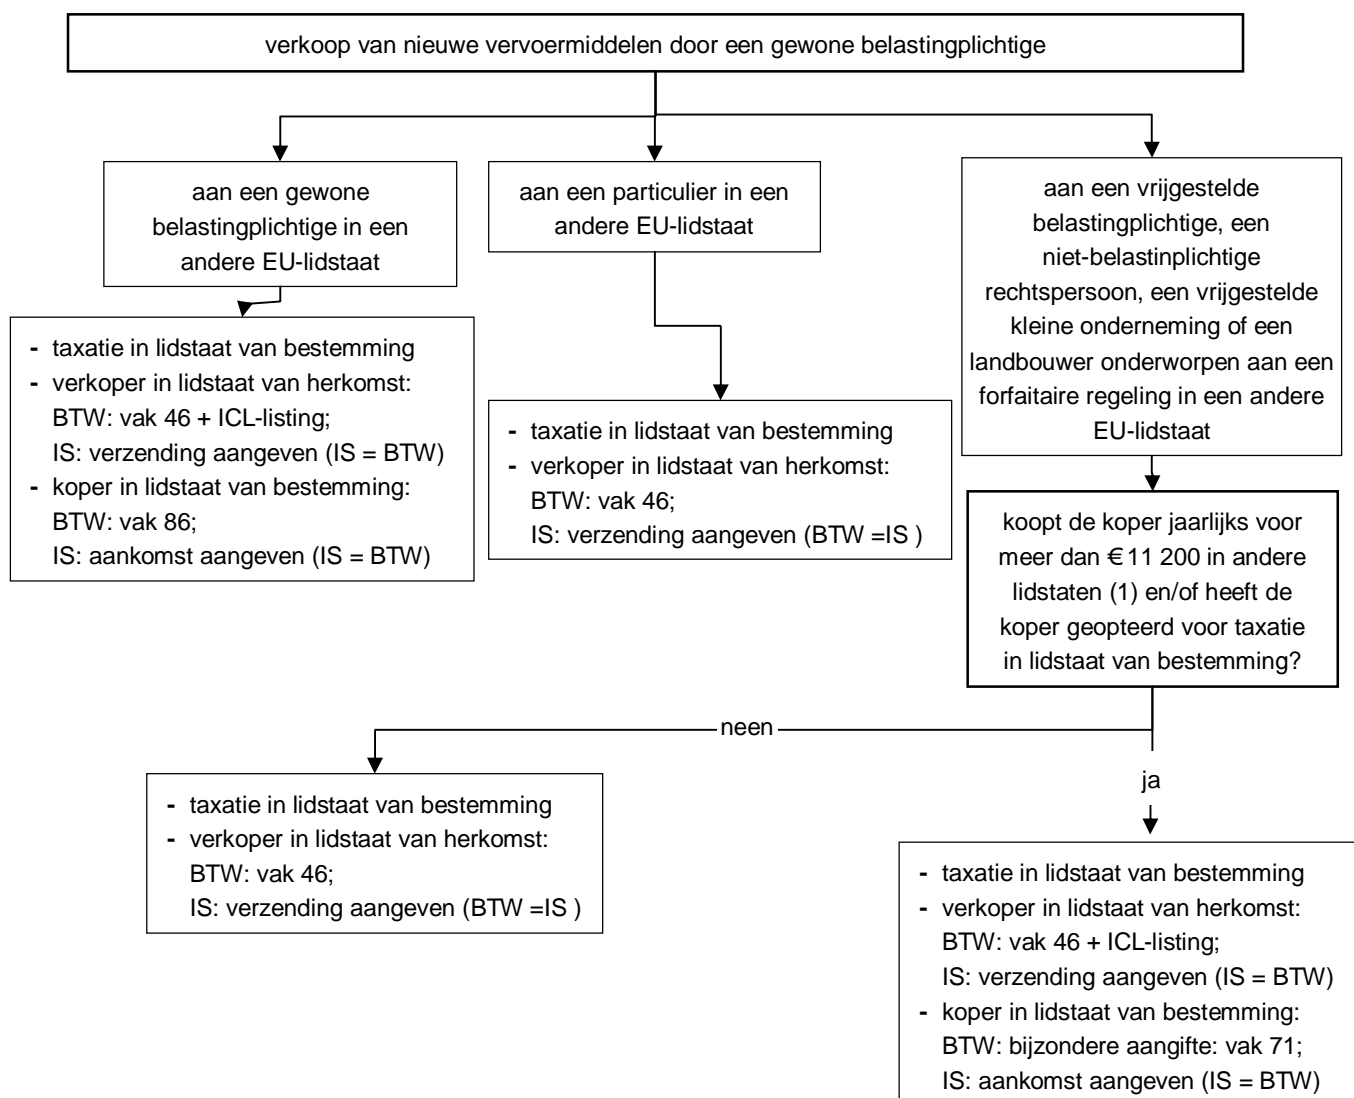 verkoop van nieuwe vervoermiddelen door een gewone belastingplichtige
aan een gewone
belastingplichtige in een
andere EU-lidstaat
aan een particulier in een
andere EU-lidstaat
aan een vrijgestelde
belastingplichtige, een
niet-belastinplichtige
rechtspersoon, een vrijgestelde
kleine onderneming of een
landbouwer onderworpen aan een
forfaitaire regeling in een andere
EU-lidstaat
- taxatie in lidstaat van bestemming
- verkoper in lidstaat van herkomst:
BTW: vak 46 + ICL-listing;
IS: verzending aangeven (IS = BTW)
- koper in lidstaat van bestemming:
BTW: vak 86;
IS: aankomst aangeven (IS = BTW)
- taxatie in lidstaat van bestemming
- verkoper in lidstaat van herkomst:
BTW: vak 46;
IS: verzending aangeven (BTW =IS )
koopt de koper jaarlijks voor
meer dan € 11 200 in andere
lidstaten (1) en/of heeft de
koper geopteerd voor taxatie
in lidstaat van bestemming?
neen
ja
- taxatie in lidstaat van bestemming
- verkoper in lidstaat van herkomst:
BTW: vak 46;
IS: verzending aangeven (BTW =IS )
- taxatie in lidstaat van bestemming
- verkoper in lidstaat van herkomst:
BTW: vak 46 + ICL-listing;
IS: verzending aangeven (IS = BTW)
- koper in lidstaat van bestemming:
BTW: bijzondere aangifte: vak 71;
IS: aankomst aangeven (IS = BTW)